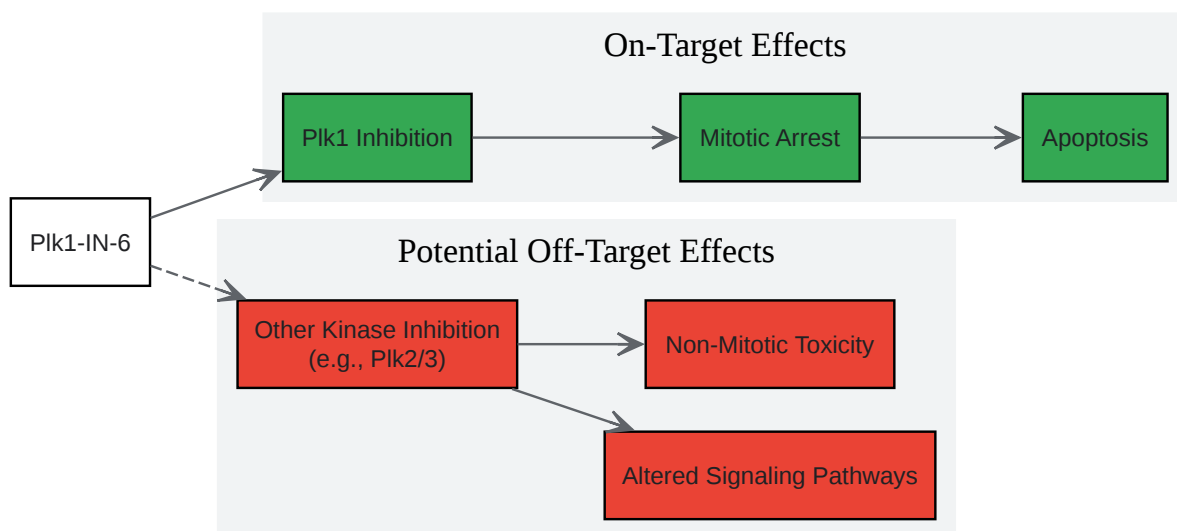 On-Target Effects
Plk1 Inhibition
Mitotic Arrest
Apoptosis
Plk1-IN-6
Potential Off-Target Effects
Other Kinase Inhibition
(e.g., Plk2/3)
Non-Mitotic Toxicity
Altered Signaling Pathways